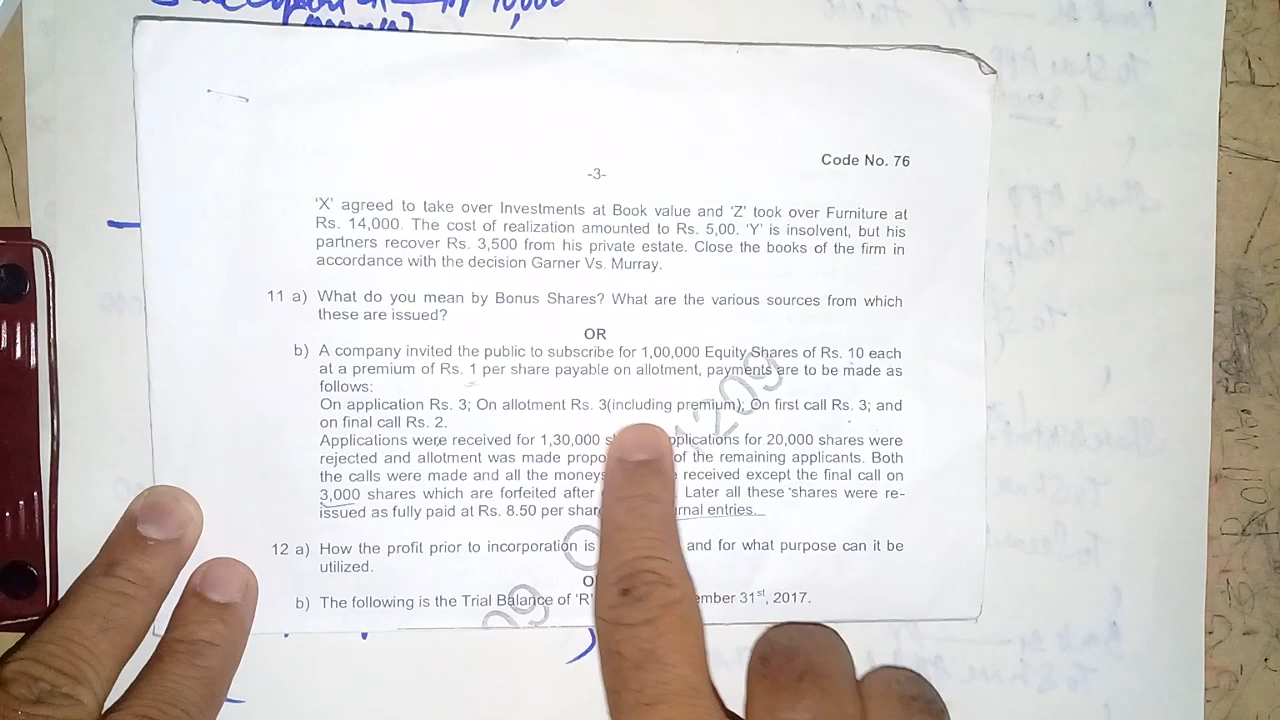 10,000
Code No. 76
-3-
'X' agreed to take over Investments at Book value and 'Z' took over Furniture at
Rs. 14,000. The cost of realization amounted to Rs. 5,00. 'Y' is insolvent, but his
partners recover Rs. 3,500 from his private estate. Close the books of the firm in
accordance with the decision Garner Vs. Murray.
11 a) What do you mean by Bonus Shares? What are the various sources from which
these are issued?
OR
b) A company invited the public to subscribe for 1,00,000 Equity Shares of Rs. 10 each
at a premium of Rs. 1 per share payable on allotment, payments are to be made as
follows:
On application Rs. 3; On allotment Rs. 3(including premium); On first call Rs. 3; and
on final call Rs. 2.
Applications were received for 1,30,000 for 20,000 shares were
rejected and allotment was made of the remaining applicants. Both
the calls were made and all the moneys received except the final call on
3,000 shares which are forfeited after Later all these shares were re-
issued as fully paid at Rs. 8.50 per entries.
12 a) How the profit prior to incorporation is and for what purpose can it be
utilized.
b) The following is the Trial Balance of 'R' 31st, 2017.